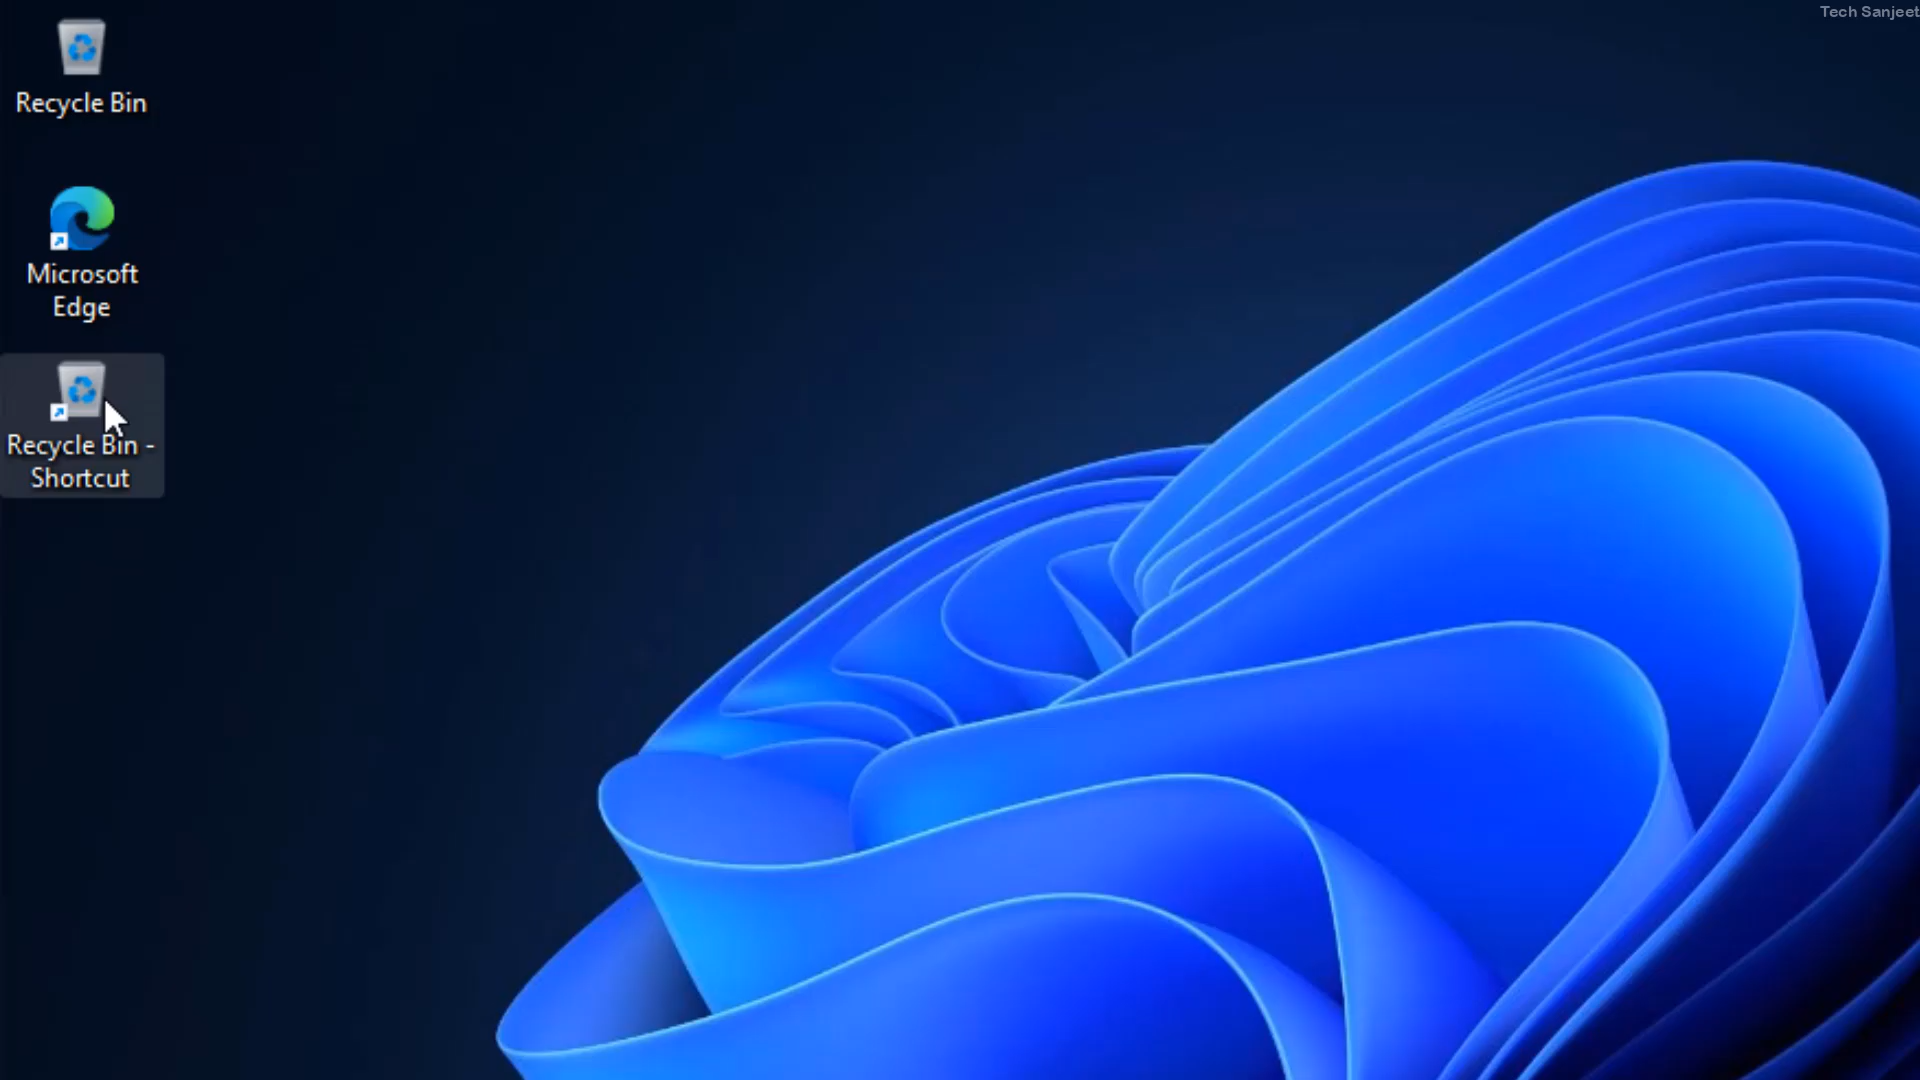 Tech Sanjeet
Recycle Bin
Microsoft
Edge
Recycle Bin -
Shortcut